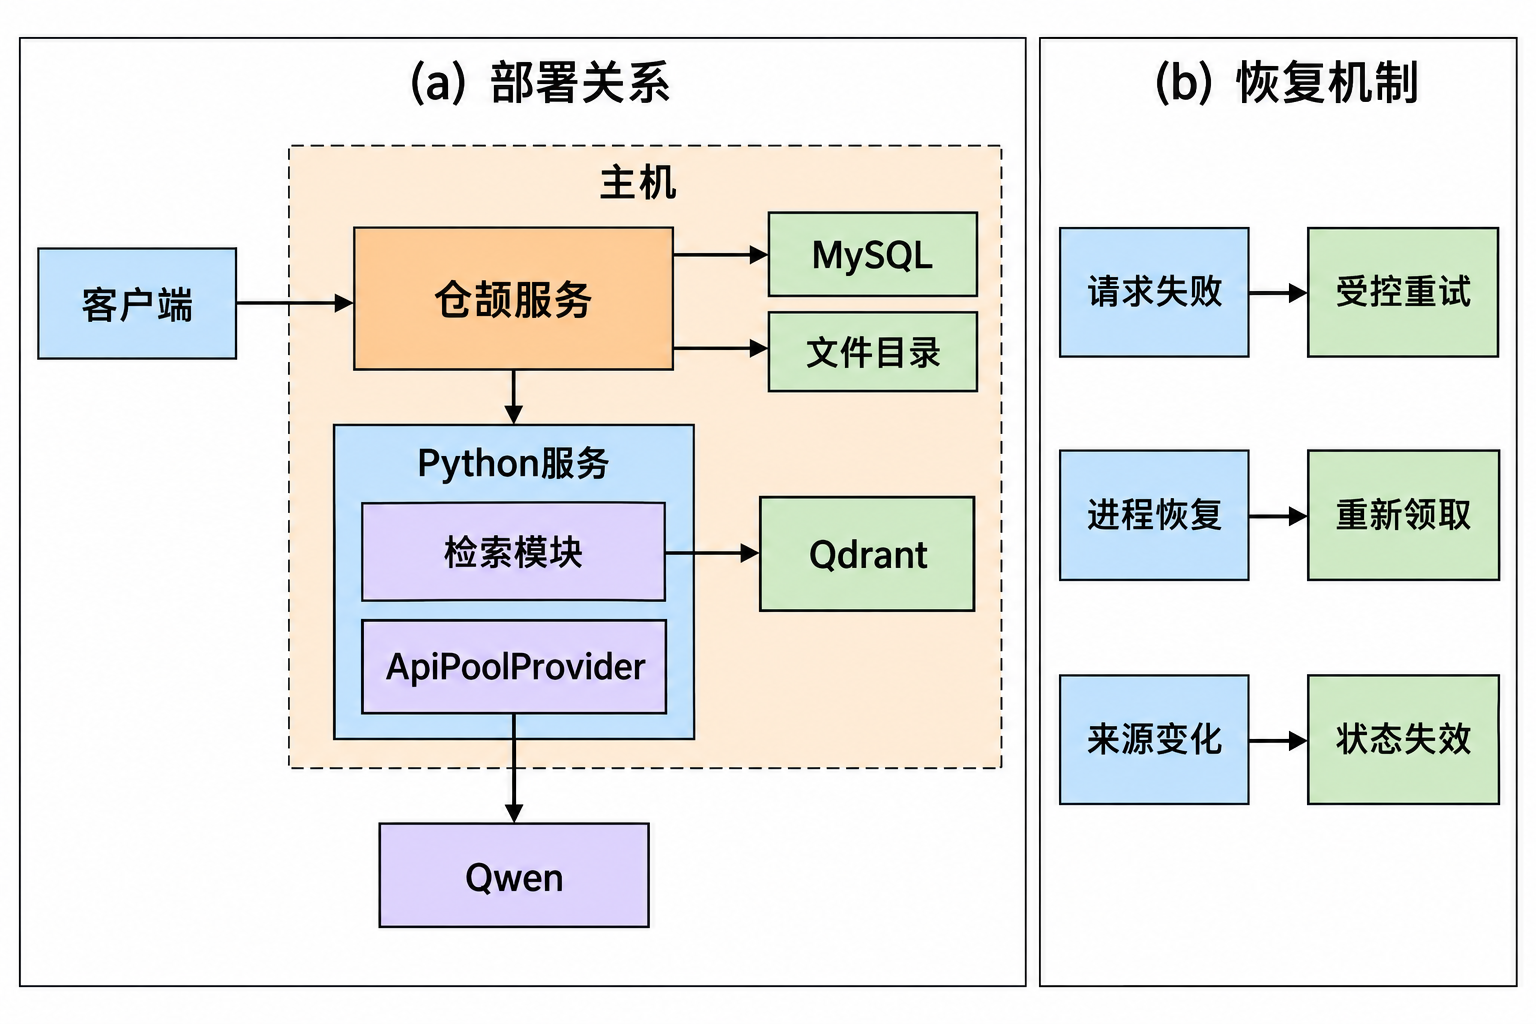 (a) 部署关系
主机
客户端
仓颉服务
MySQL
文件目录
Python服务
检索模块
Qdrant
ApiPoolProvider
Qwen
(b) 恢复机制
请求失败
受控重试
进程恢复
重新领取
来源变化
状态失效